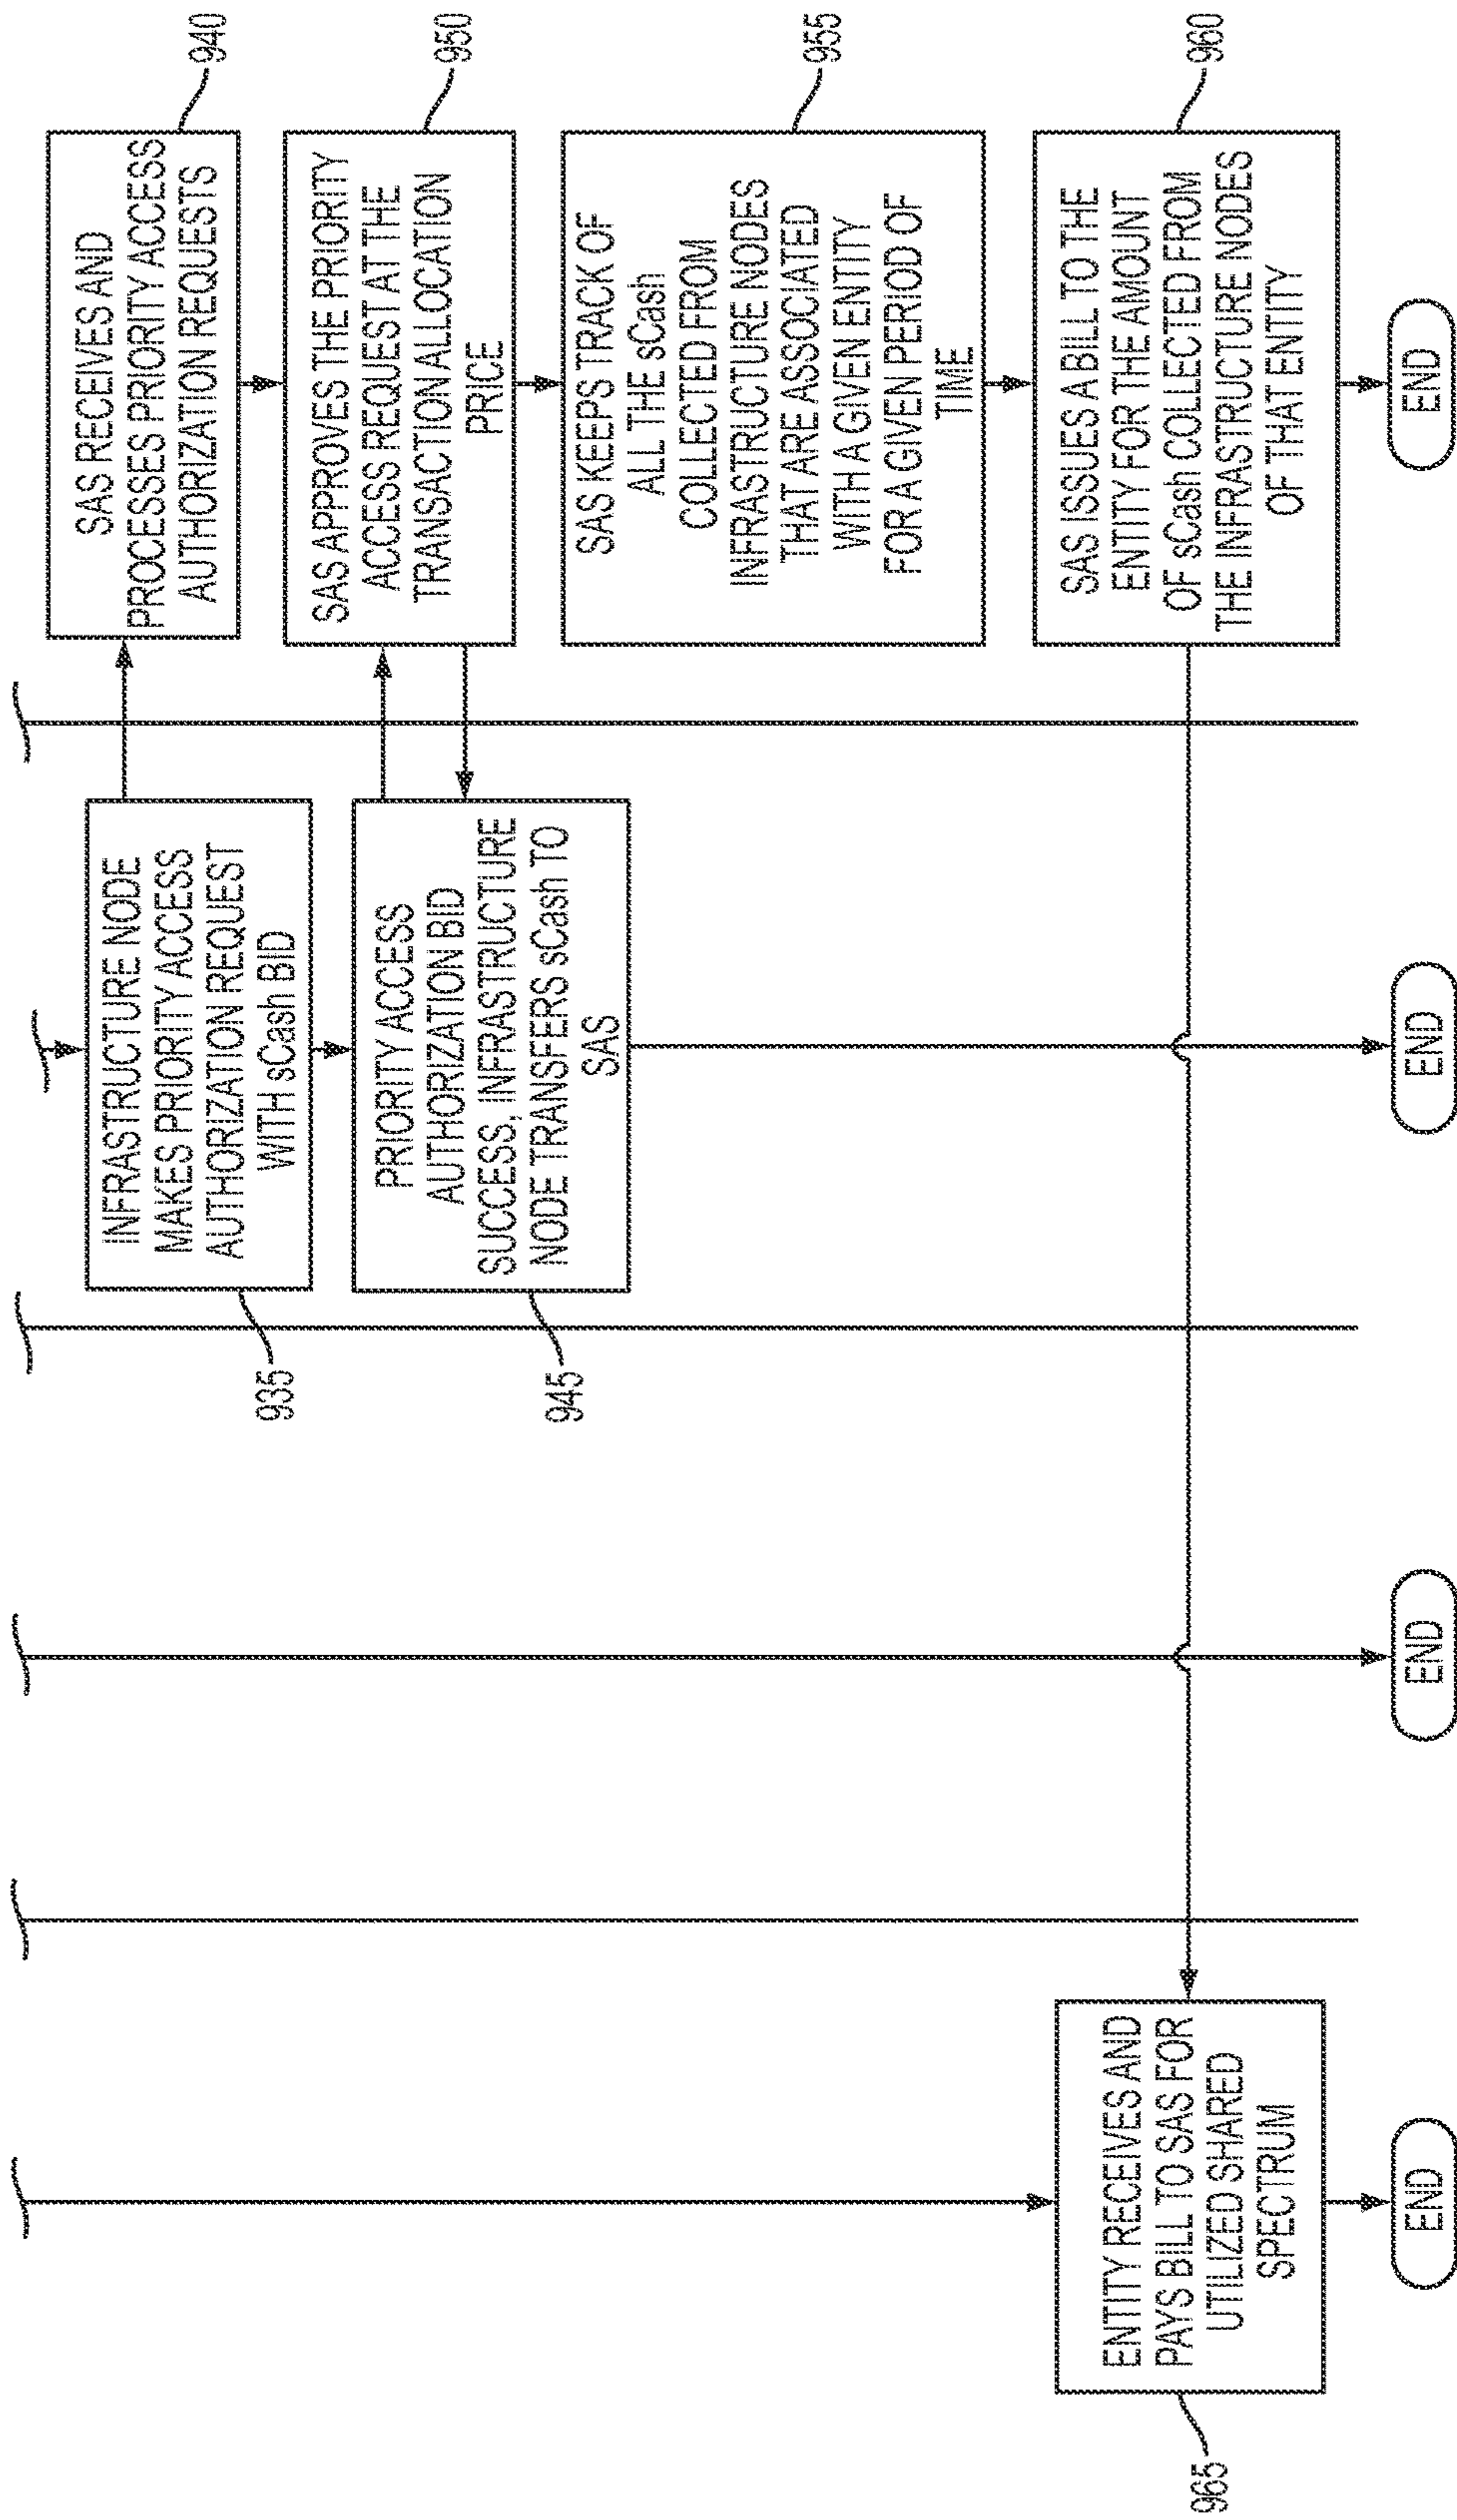 965
ENTITY RECEIVES AND
PAYS BILL TO SAS FOR
UTILIZED SHARED
SPECTRUM
END
END
935
INFRASTRUCTURE NODE
MAKES PRIORITY ACCESS
AUTHORIZATION REQUEST
WITH sCash BID
945
PRIORITY ACCESS
AUTHORIZATION BID
SUCCESS, INFRASTRUCTURE
NODE TRANSFERS sCash TO
SAS
END
SAS RECEIVES AND
PROCESSES PRIORITY ACCESS
AUTHORIZATION REQUESTS
940
SAS APPROVES THE PRIORITY
ACCESS REQUEST AT THE
TRANSACTION ALLOCATION
PRICE
950
SAS KEEPS TRACK OF
ALL THE sCash
COLLECTED FROM
INFRASTRUCTURE NODES
THAT ARE ASSOCIATED
WITH A GIVEN ENTITY
FOR A GIVEN PERIOD OF
TIME
955
SAS ISSUES A BILL TO THE
ENTITY FOR THE AMOUNT
OF sCash COLLECTED FROM
THE INFRASTRUCTURE NODES
OF THAT ENTITY
960
END